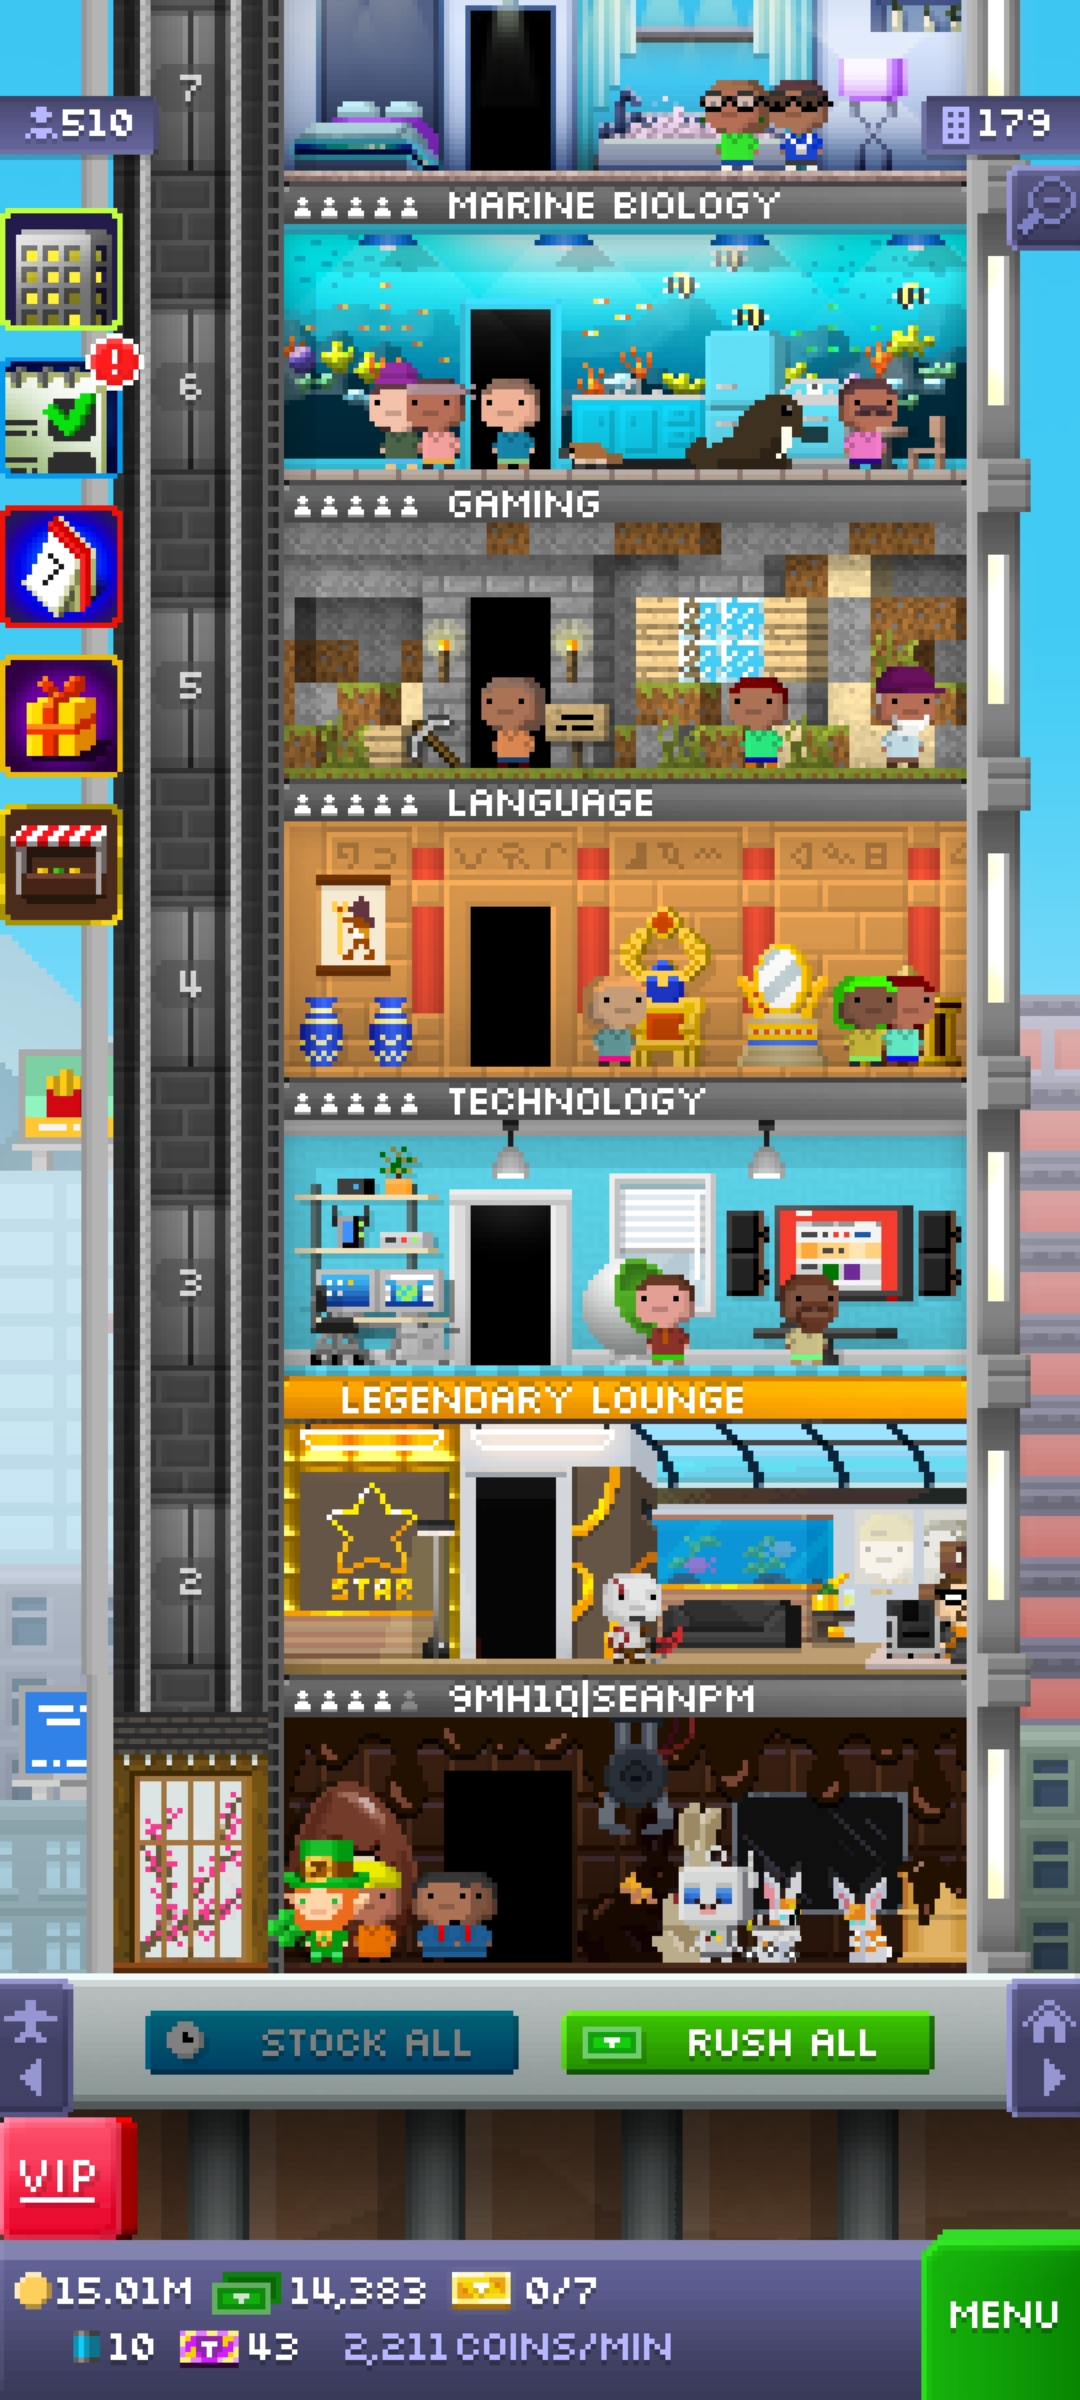 7
510
179
MARINE BIOLOGY
6
GAMING
5
LANGUAGE
4
TECHNOLOGY
3
LEGENDARY LOUNGE
STAR
2
9MH1Q|SEANPM
STOCK ALL
RUSH ALL
VIP
15.01M 14,383 0/7
10 43 2,211 COINS/MIN
MENU